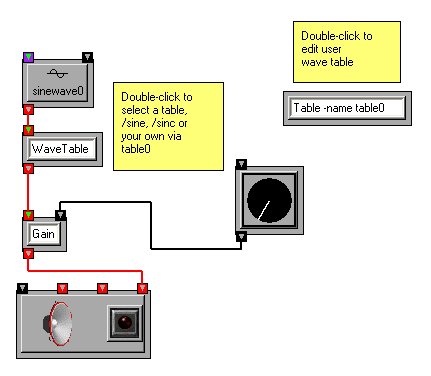 Double-click to
edit user
wave table
sinewave0
Double-click to
select a table,
/sine, /sinc or
your own via
table0
Table -name table0
WaveTable
Gain